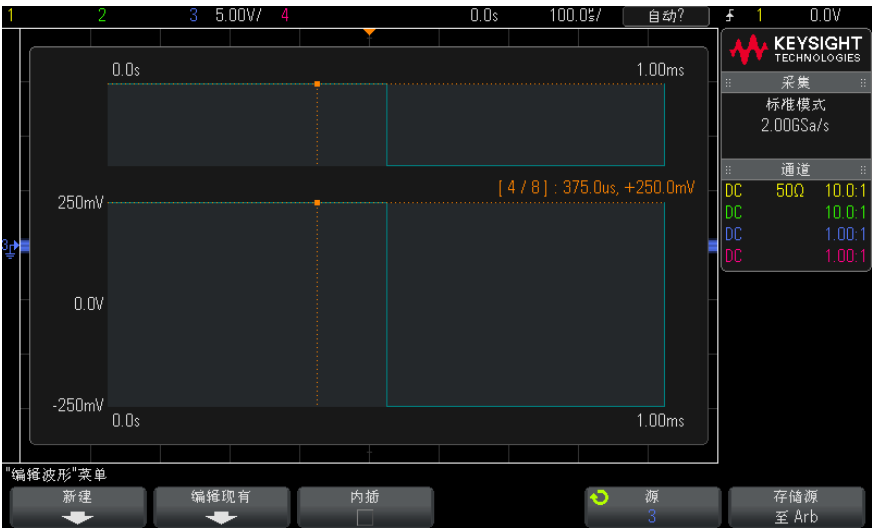 1 2 3 5.00V/ 4 0.0s 100.0us/ 自动? 1 0.0V
KEYSIGHT
TECHNOLOGIES
采集
标准模式
2.00GSa/s
通道
DC 50Ω 10.0:1
DC 10.0:1
DC 1.00:1
DC 1.00:1
0.0s 1.00ms
[ 4 / 8 ] : 375.0us, +250.0mV
250mV
3
0.0V
-250mV
0.0s 1.00ms
"编辑波形"菜单
新建 编辑现有 内插 源 存储源
3 至 Arb